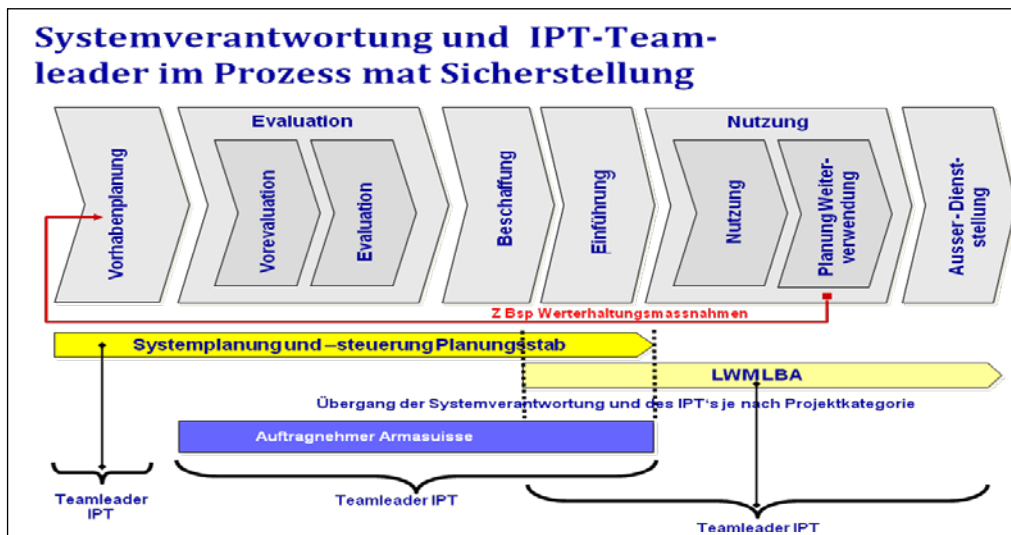 Systemverantwortung und IPT-Team-
leader im Prozess mat Sicherstellung
Vorhabenplanung
Evaluation
Vorevaluation
Evaluation
Beschaffung
Einführung
Nutzung
Nutzung
Planung Weiter
verwendung
Ausser-Dienst-
stellung
Z Bsp Werterhaltungsmassnahmen
Systemplanung und –steuerung Planungsstab
LWM LBA
Übergang der Systemverantwortung und des IPT's je nach Projektkategorie
Auftragnehmer Armasuisse
Teamleader
IPT
Teamleader IPT
Teamleader IPT